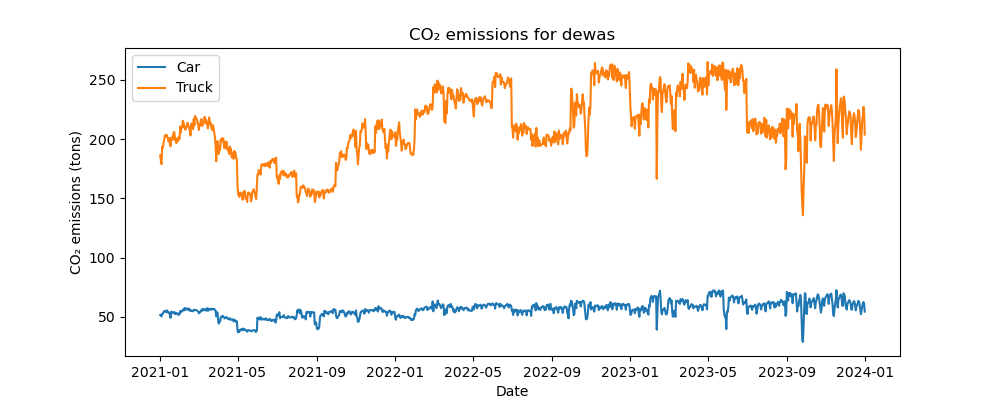 CO₂ emissions for dewas
Car
Truck
CO₂ emissions (tons)
250
200
150
100
50
2021-01 2021-05 2021-09 2022-01 2022-05 2022-09 2023-01 2023-05 2023-09 2024-01
Date